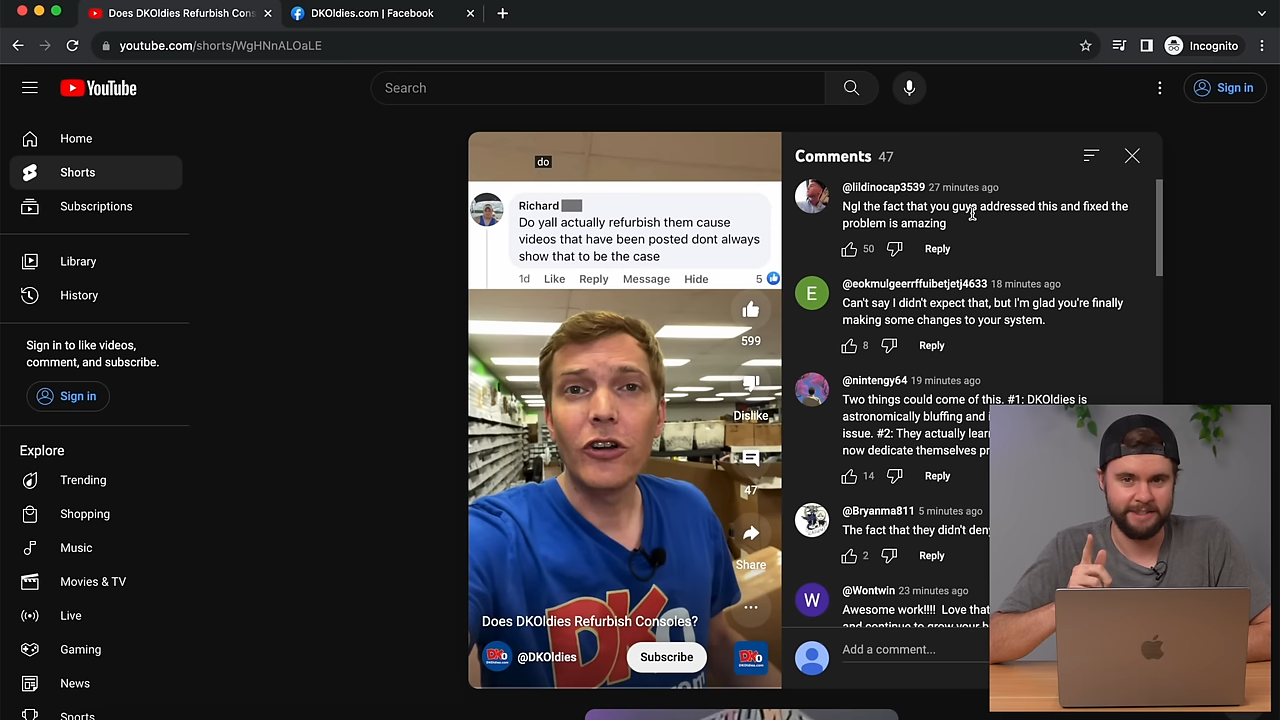 Does DKOldies Refurbish Cons
DKOldies.com | Facebook
youtube.com/shorts/WgHNnALOaLE
Incognito
YouTube
Search
Sign in
Home
Shorts
Subscriptions
Library
History
Sign in to like videos,
comment, and subscribe.
Sign in
Explore
Trending
Shopping
Music
Movies & TV
Live
Gaming
News
Sports
do
Richard
Do yall actually refurbish them cause
videos that have been posted dont always
show that to be the case
1d Like Reply Message Hide 5
599
Dislike
47
Share
DKO
Does DKOldies Refurbish Consoles?
@DKOldies
Subscribe
Comments 47
@lildinocap3539 27 minutes ago
Ngl the fact that you guys addressed this and fixed the
problem is amazing
50 Reply
E
@eokmulgeerrffuibetjetj4633 18 minutes ago
Can't say I didn't expect that, but I'm glad you're finally
making some changes to your system.
8 Reply
@nintengy64 19 minutes ago
Two things could come of this. #1: DKOldies is
astronomically bluffing and
issue. #2: They actually
now dedicate themselves
14 Reply
@Bryanma811 5 minutes ago
The fact that they didn't
2 Reply
W
@Wontwin 23 minutes ago
Awesome work!!!! Love that
and continue to grow your
Add a comment...